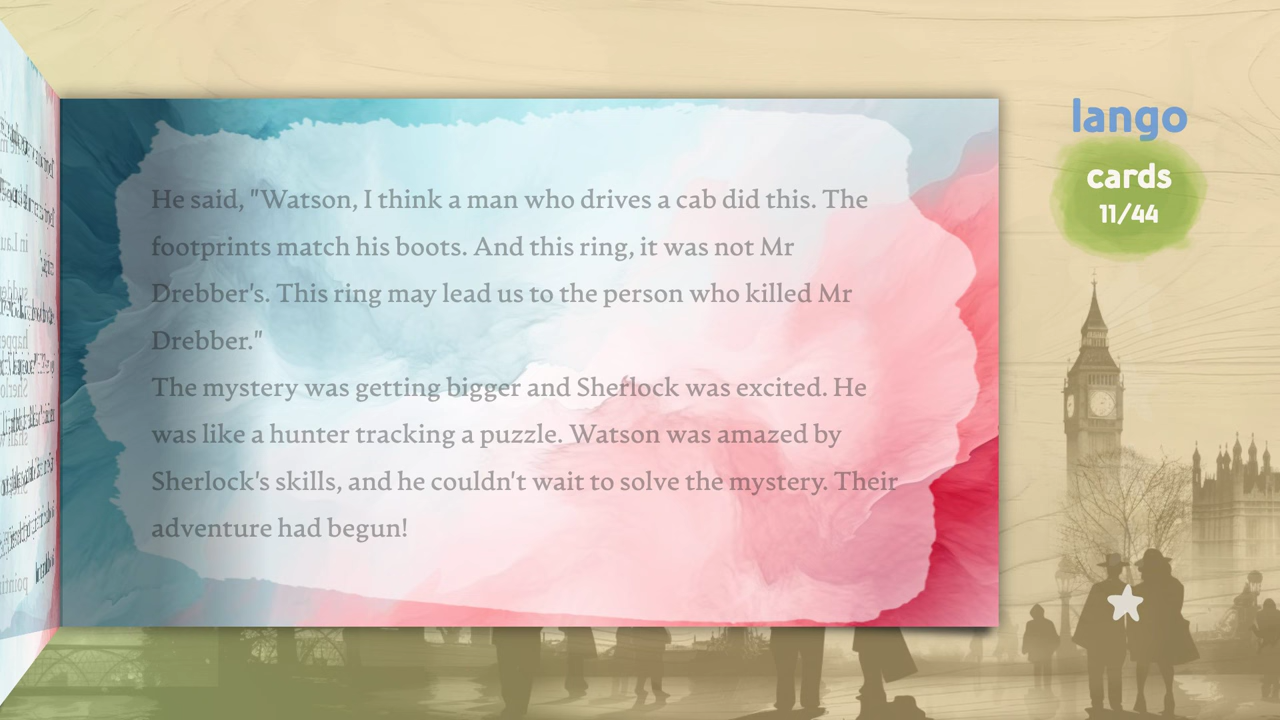 lango
cards
11/44
He said, "Watson, I think a man who drives a cab did this. The
footprints match his boots. And this ring, it was not Mr
Drebber's. This ring may lead us to the person who killed Mr
Drebber."
The mystery was getting bigger and Sherlock was excited. He
was like a hunter tracking a puzzle. Watson was amazed by
Sherlock's skills, and he couldn't wait to solve the mystery. Their
adventure had begun!